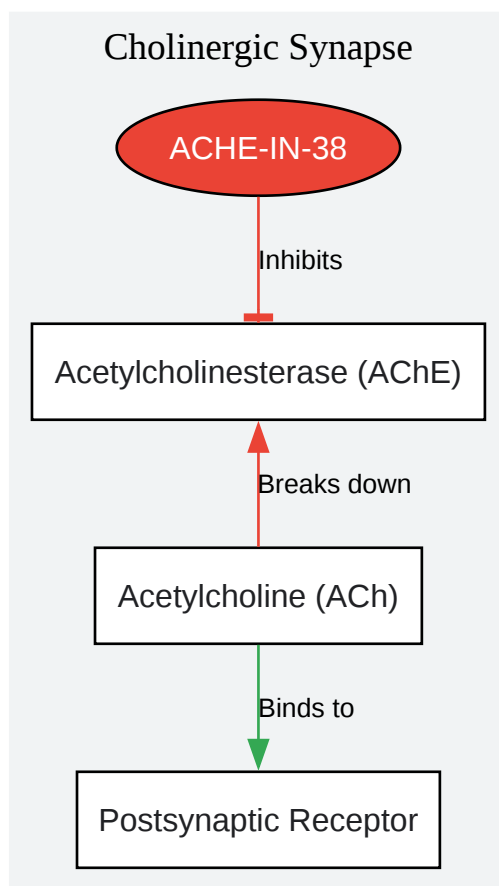 Cholinergic Synapse
ACHE-IN-38
Inhibits
Acetylcholinesterase (AChE)
Breaks down
Acetylcholine (ACh)
Binds to
Postsynaptic Receptor